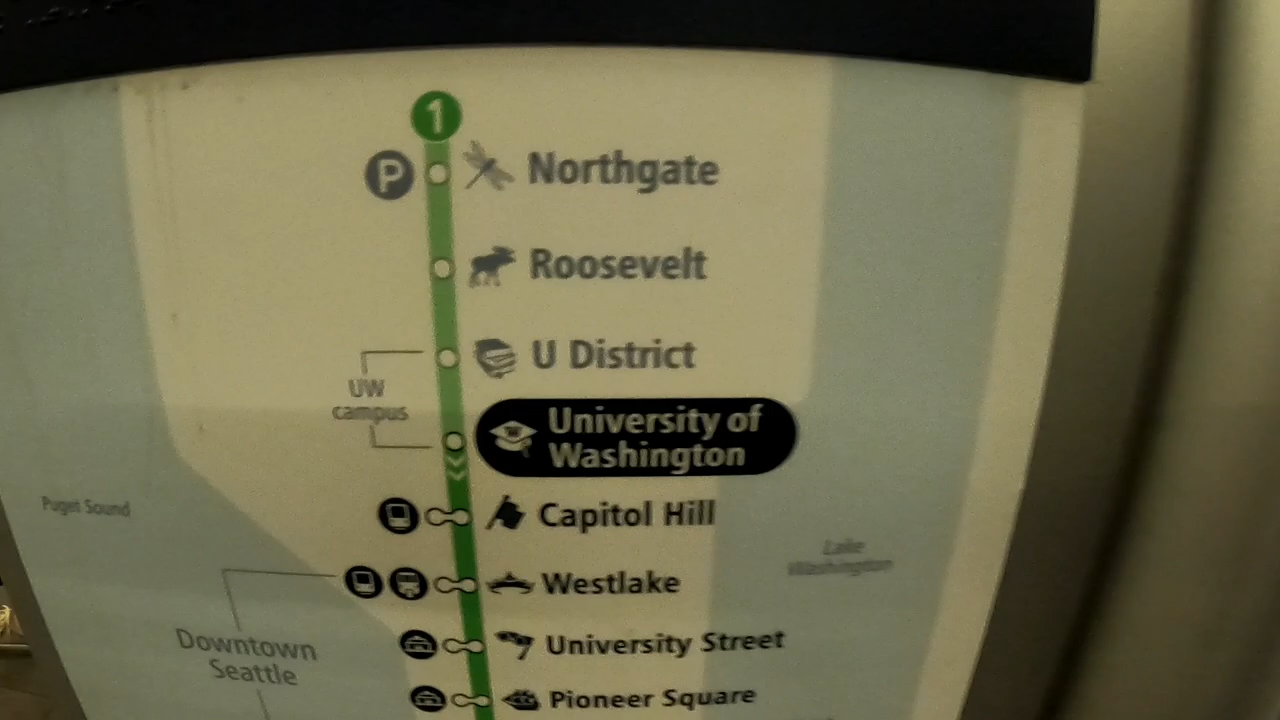 1
P
Northgate
Roosevelt
U District
UW
campus
University of
Washington
W
Capitol Hill
Puget Sound
Lake
Washington
Westlake
Downtown
Seattle
University Street
Pioneer Square